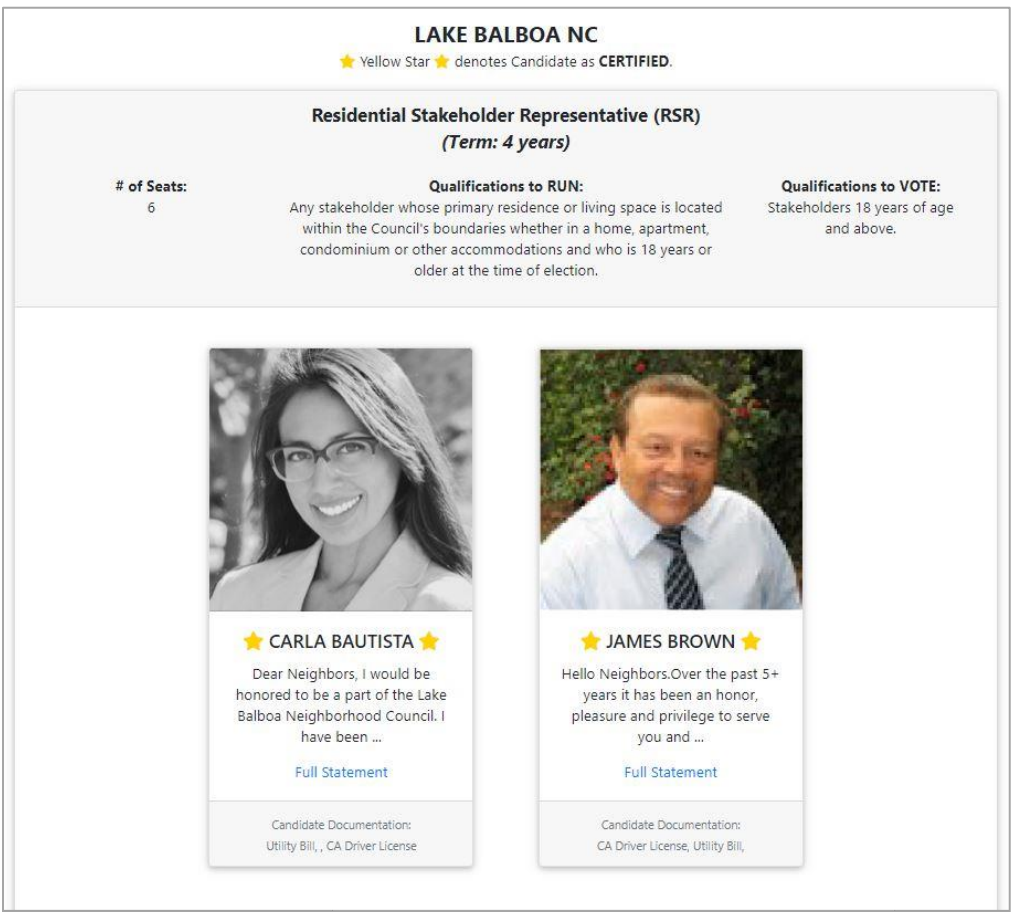 LAKE BALBOA NC
Yellow Star denotes Candidate as CERTIFIED.
Residential Stakeholder Representative (RSR)
(Term: 4 years)
# of Seats:
6
Qualifications to RUN:
Any stakeholder whose primary residence or living space is located
within the Council's boundaries whether in a home, apartment,
condominium or other accommodations and who is 18 years or
older at the time of election.
Qualifications to VOTE:
Stakeholders 18 years of age
and above.
CARLA BAUTISTA
Dear Neighbors, I would be
honored to be a part of the Lake
Balboa Neighborhood Council. I
have been ...
Full Statement
Candidate Documentation:
Utility Bill, , CA Driver License
JAMES BROWN
Hello Neighbors.Over the past 5+
years it has been an honor,
pleasure and privilege to serve
you and ...
Full Statement
Candidate Documentation:
CA Driver License, Utility Bill,